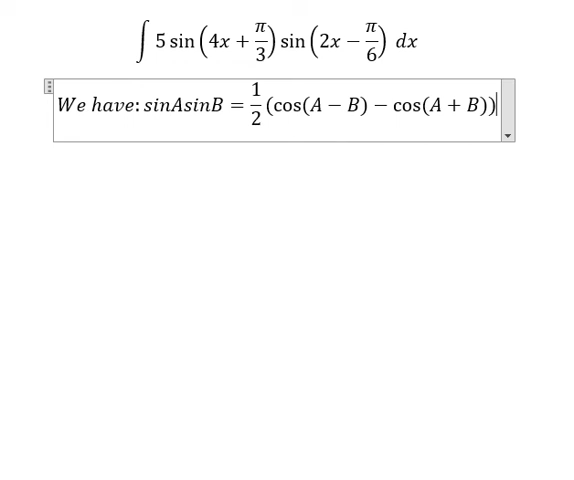 ∫ 5 sin (4x + π/3) sin (2x − π/6) dx
We have: sinAsinB = 1/2 (cos(A − B) − cos(A + B))